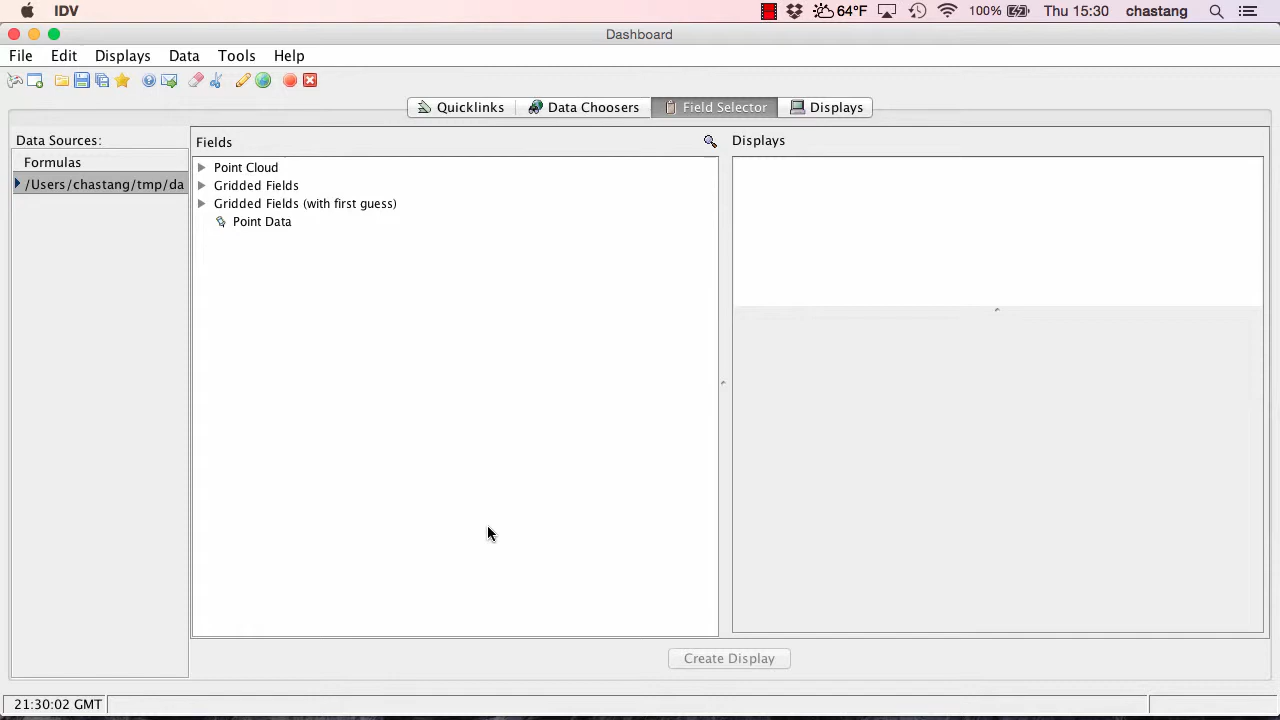 IDV 64°F 100% Thu 15:30 chastang
Dashboard
File Edit Displays Data Tools Help
Quicklinks Data Choosers Field Selector Displays
Data Sources:
Formulas
/Users/chastang/tmp/da
Fields
Point Cloud
Gridded Fields
Gridded Fields (with first guess)
Point Data
Displays
Create Display
21:30:02 GMT